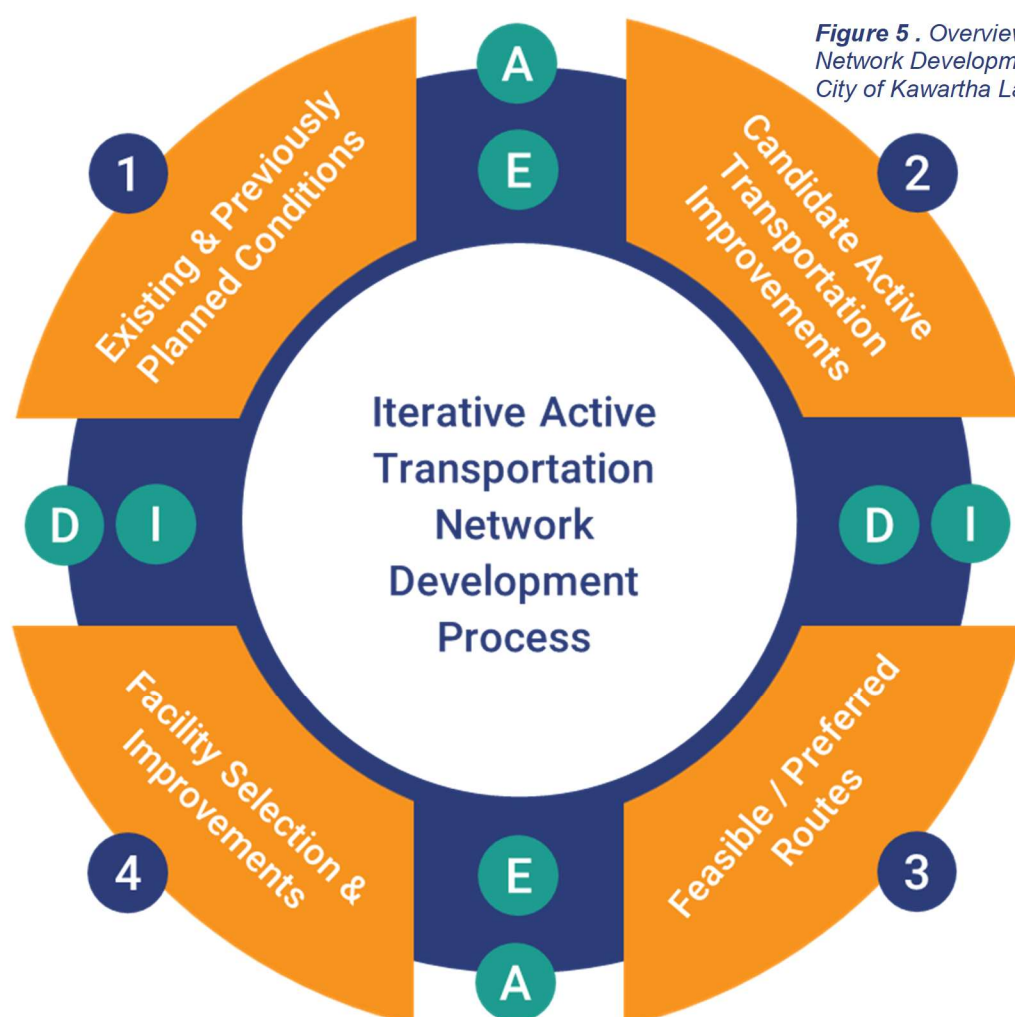 Figure 5 . Overview
Network Developm
City of Kawartha La
A
E
1
Existing & Previously
Planned Conditions
2
Candidate Active
Transportation
Improvements
Iterative Active
Transportation
Network
Development
Process
D I
D I
4
Facility Selection &
Improvements
3
Feasible / Preferred
Routes
E
A